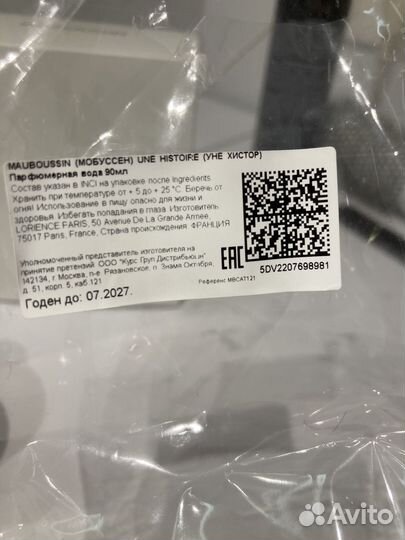 MAUBOUSSIN (МОБУССЕН) UNE HISTOIRE (УНЕ ХИСТОР)
Парфюмерная вода 90мл
Состав указан в INCI на упаковке после Ingredients
Хранить при температуре от + 5 до + 25 °С. Беречь от
огня! Использование в пищу опасно для жизни и
здоровья. Избегать попадания в глаза. Изготовитель:
LORIENCE PARIS, 50 Avenue De La Grande Armee,
75017 Paris, France. Страна происхождения: ФРАНЦИЯ
Уполномоченный представитель изготовителя на
принятие претензий: ООО "Курс Груп Дистрибьюшн"
142134, г. Москва, п-е. Рязановское, п. Знамя Октября,
д. 51, корп. 5, каб 121
Годен до: 07.2027.
EAC
5DV2207698981
Референс MBCAT121
Avito